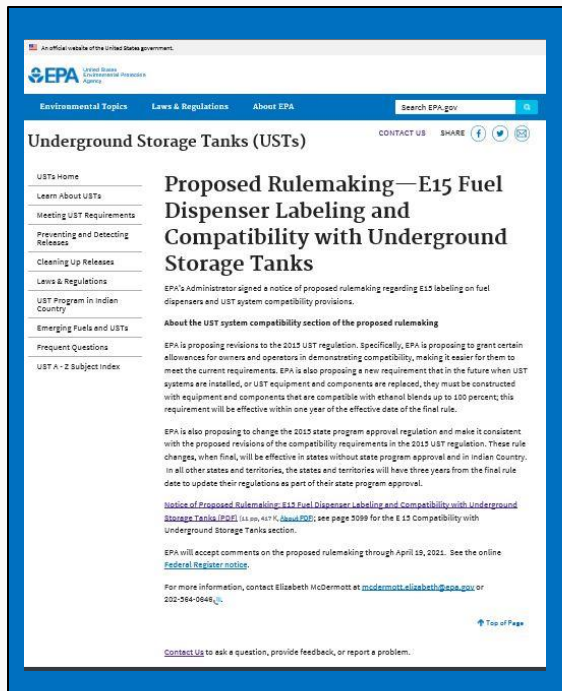 An official website of the United States government.
EPA United States
Environmental Protection
Agency
Environmental Topics Laws & Regulations About EPA Search EPA.gov
Underground Storage Tanks (USTs)
CONTACT US SHARE
USTs Home
Learn About USTs
Meeting UST Requirements
Preventing and Detecting
Releases
Cleaning Up Releases
Laws & Regulations
UST Program in Indian
Country
Emerging Fuels and USTs
Frequent Questions
UST A - Z Subject Index
Proposed Rulemaking—E15 Fuel
Dispenser Labeling and
Compatibility with Underground
Storage Tanks
EPA's Administrator signed a notice of proposed rulemaking regarding E15 labeling on fuel
dispensers and UST system compatibility provisions.
About the UST system compatibility section of the proposed rulemaking
EPA is proposing revisions to the 2015 UST regulation. Specifically, EPA is proposing to grant certain
allowances for owners and operators in demonstrating compatibility, making it easier for them to
meet the current requirements. EPA is also proposing a new requirement that in the future when UST
systems are installed, or UST equipment and components are replaced, they must be constructed
with equipment and components that are compatible with ethanol blends up to 100 percent; this
requirement will be effective within one year of the effective date of the final rule.
EPA is also proposing to change the 2015 state program approval regulation and make it consistent
with the proposed revisions of the compatibility requirements in the 2015 UST regulation. These rule
changes, when final, will be effective in states without state program approval and in Indian Country.
In all other states and territories, the states and territories will have three years from the final rule
date to update their regulations as part of their state program approval.
Notice of Proposed Rulemaking: E15 Fuel Dispenser Labeling and Compatibility with Underground
Storage Tanks (PDF) (11 pp, 417 K, About PDF); see page 5099 for the E 15 Compatibility with
Underground Storage Tanks section.
EPA will accept comments on the proposed rulemaking through April 19, 2021. See the online
Federal Register notice.
For more information, contact Elizabeth McDermott at mcdermott.elizabeth@epa.gov or
202-564-0646.
Top of Page
Contact Us to ask a question, provide feedback, or report a problem.